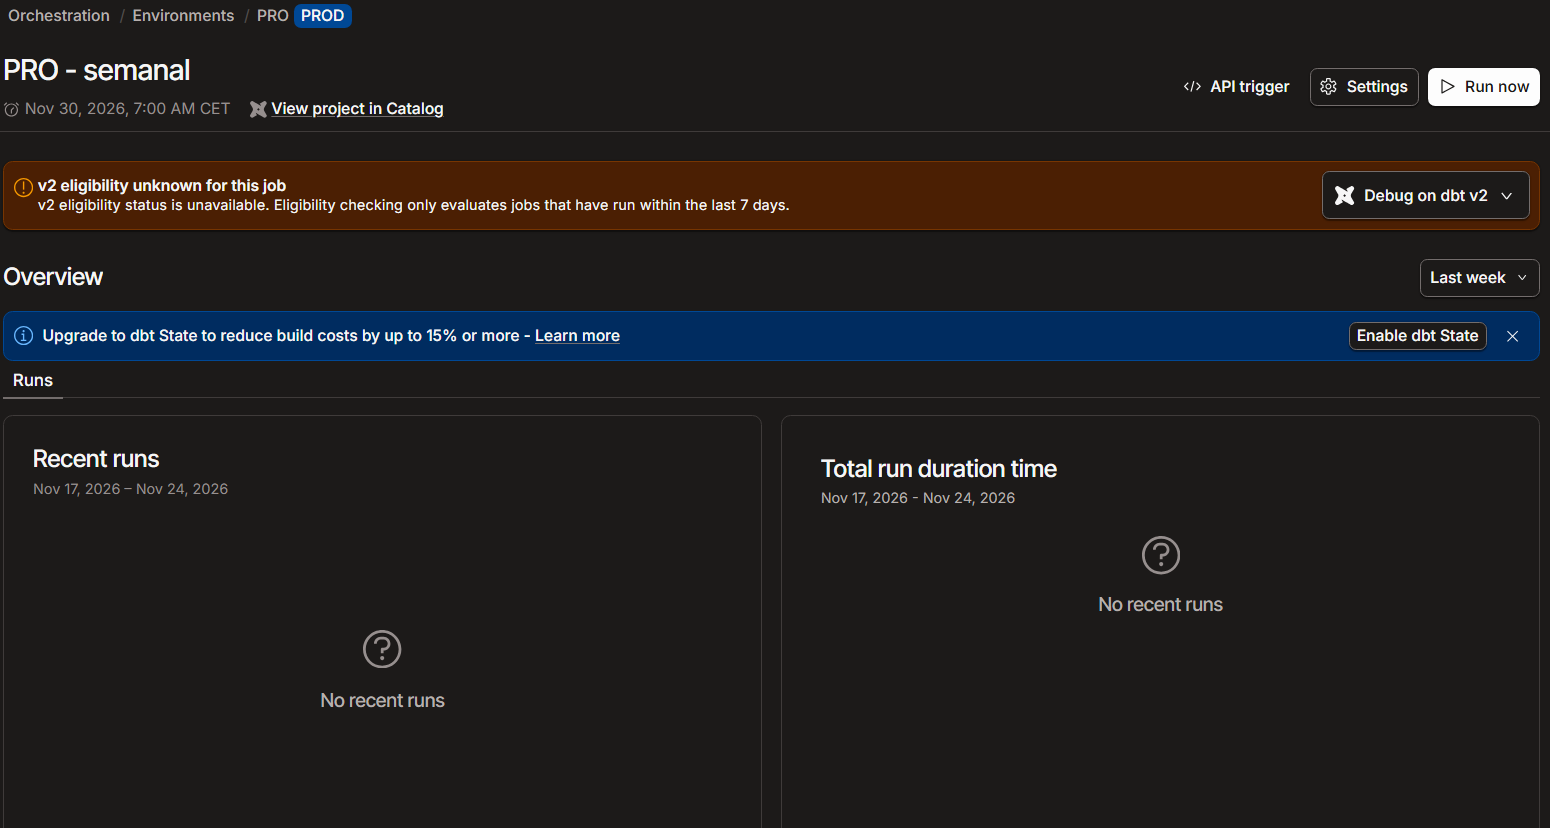 Orchestration / Environments / PRO PROD
PRO - semanal
Nov 30, 2026, 7:00 AM CET View project in Catalog
</> API trigger Settings Run now
v2 eligibility unknown for this job
v2 eligibility status is unavailable. Eligibility checking only evaluates jobs that have run within the last 7 days.
Debug on dbt v2
Overview
Last week
Upgrade to dbt State to reduce build costs by up to 15% or more - Learn more
Enable dbt State
Runs
Recent runs
Nov 17, 2026 – Nov 24, 2026
No recent runs
Total run duration time
Nov 17, 2026 - Nov 24, 2026
No recent runs